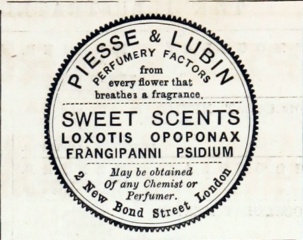 PIESSE & LUBIN
PERFUMERY FACTORS
from
every flower that
breathes a fragrance.
SWEET SCENTS
LOXOTIS OPOPONAX
FRANGIPANNI PSIDIUM
May be obtained
Of any Chemist or
Perfumer.
2 New Bond Street London